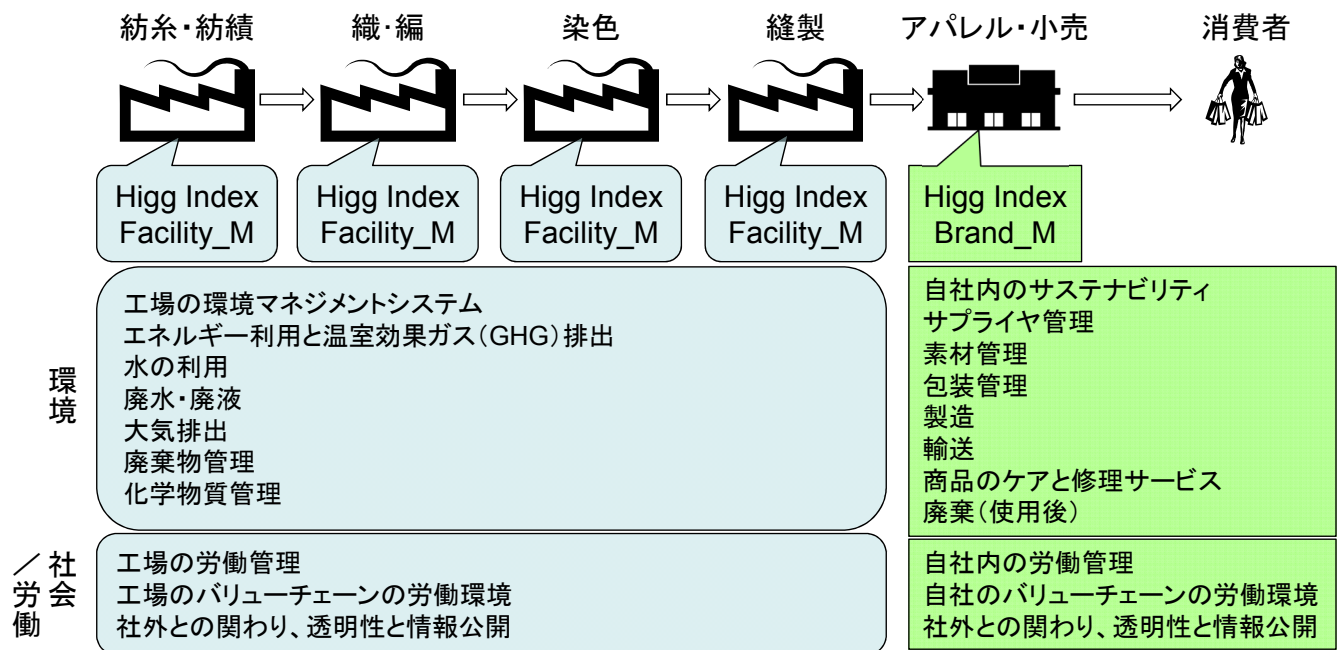 紡糸・紡績
織・編
染色
縫製
アパレル・小売
消費者
Higg Index
Facility_M
Higg Index
Facility_M
Higg Index
Facility_M
Higg Index
Facility_M
Higg Index
Brand_M
環境
工場の環境マネジメントシステム
エネルギー利用と温室効果ガス(GHG)排出
水の利用
廃水・廃液
大気排出
廃棄物管理
化学物質管理
自社内のサステナビリティ
サプライヤ管理
素材管理
包装管理
製造
輸送
商品のケアと修理サービス
廃棄(使用後)
社会
/労働
工場の労働管理
工場のバリューチェーンの労働環境
社外との関わり、透明性と情報公開
自社内の労働管理
自社のバリューチェーンの労働環境
社外との関わり、透明性と情報公開